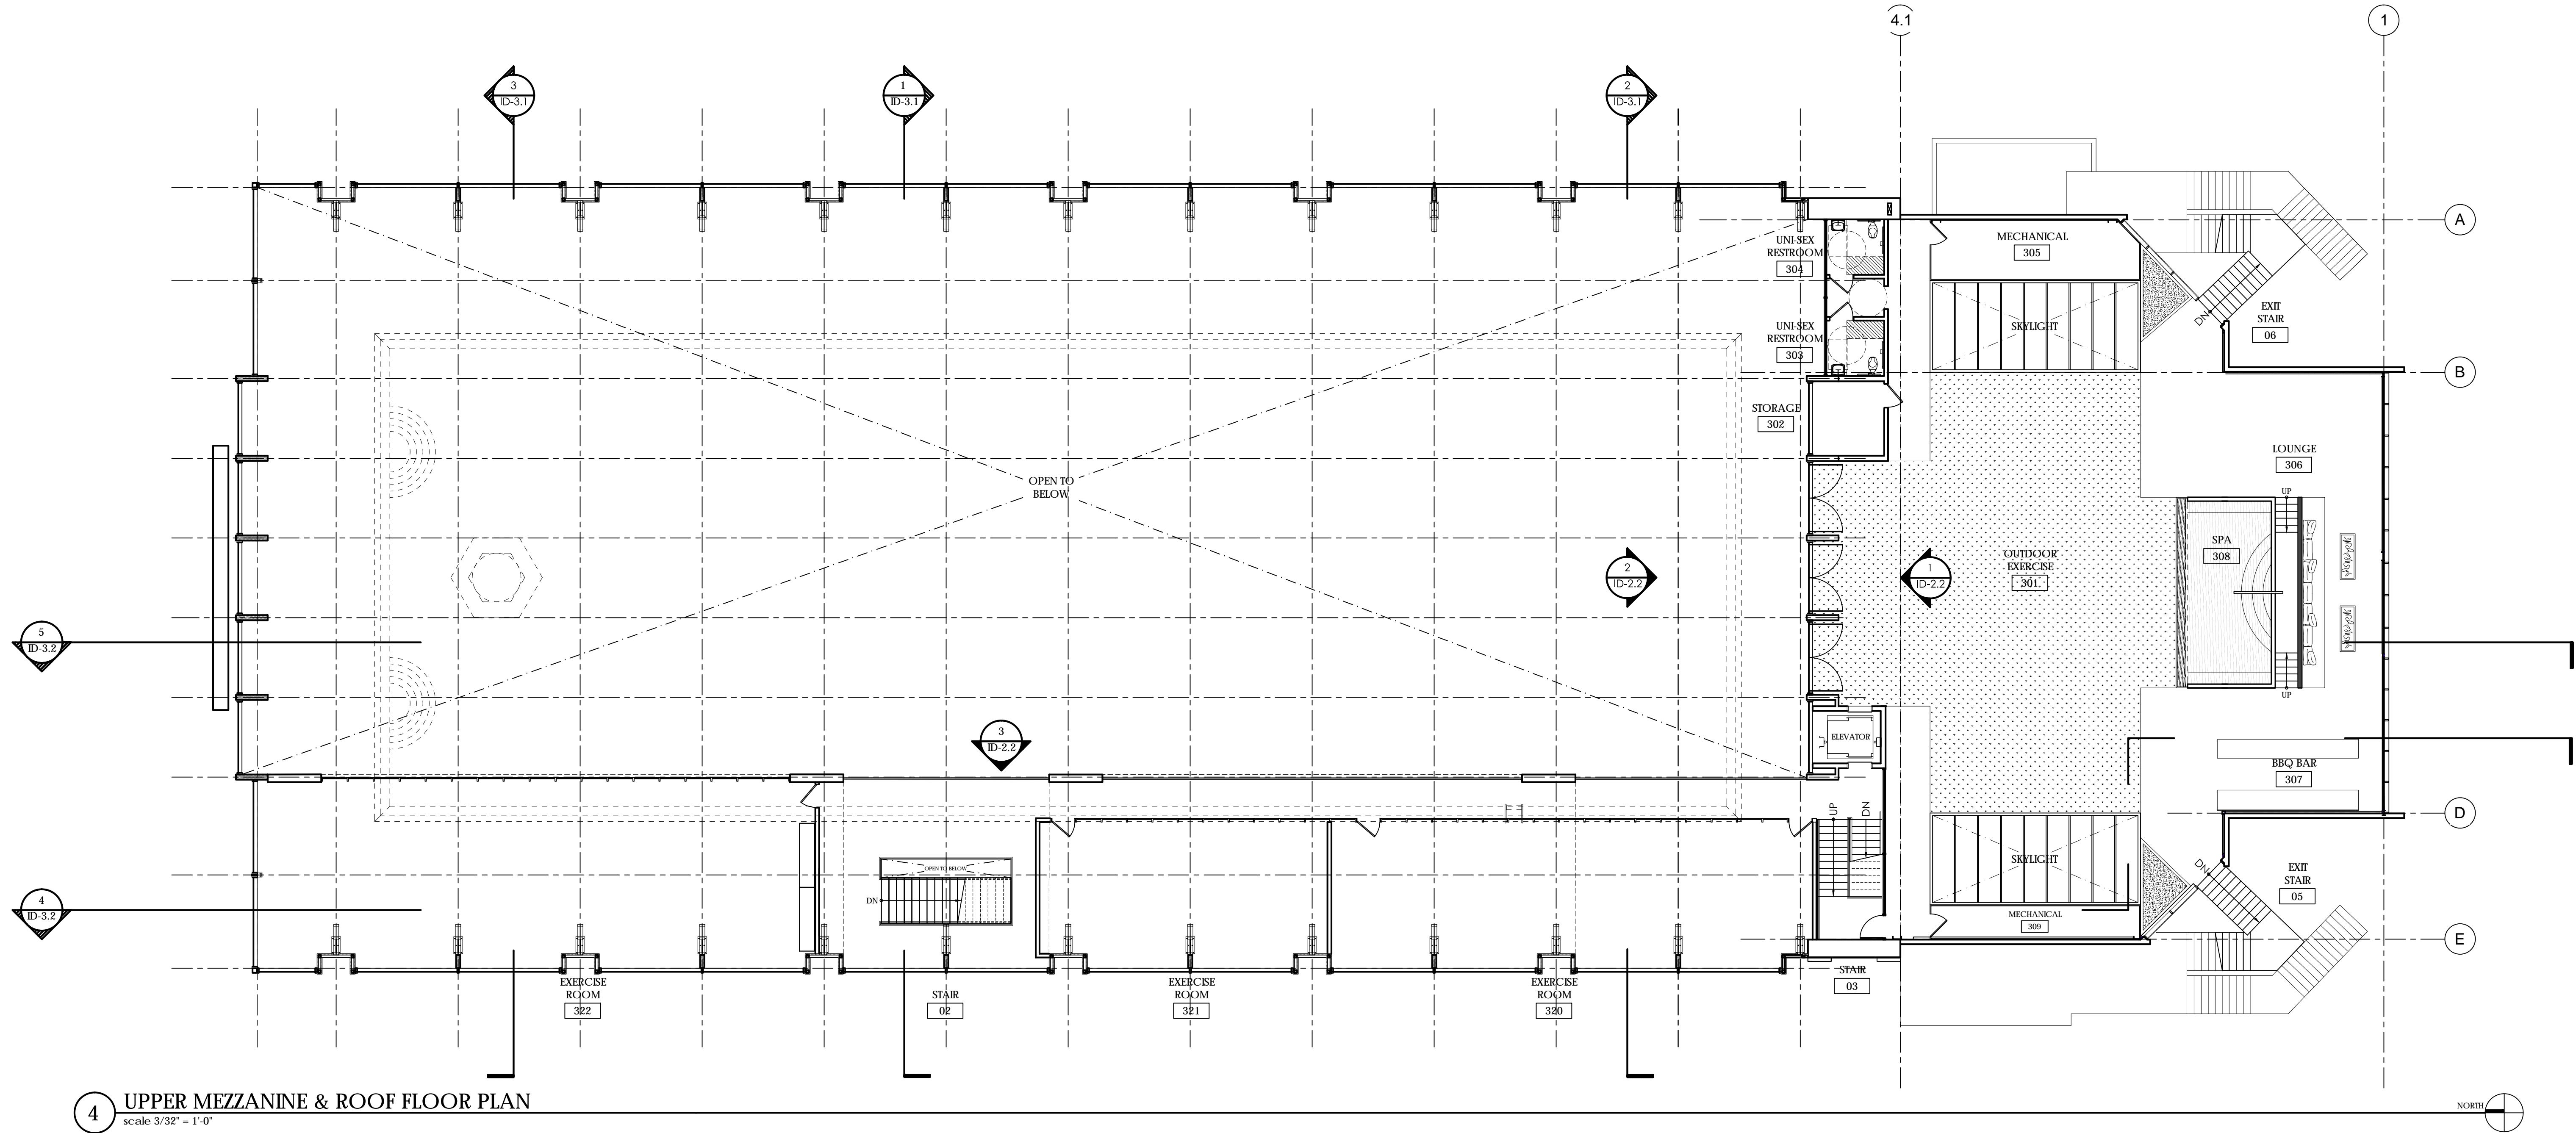 4.1
1
3
ID-3.1
1
ID-3.1
2
ID-3.1
A
UNI-SEX
RESTROOM
304
MECHANICAL
305
EXIT
STAIR
06
DN
SKYLIGHT
UNI-SEX
RESTROOM
303
B
STORAGE
302
LOUNGE
306
OPEN TO
BELOW
UP
SPA
308
2
ID-2.2
1
ID-2.2
OUTDOOR
EXERCISE
301
5
ID-3.2
UP
3
ID-2.2
ELEVATOR
BBQ BAR
307
UP
DN
D
SKYLIGHT
DN
EXIT
STAIR
05
OPEN TO BELOW
DN
4
ID-3.2
MECHANICAL
309
E
EXERCISE
ROOM
322
STAIR
02
EXERCISE
ROOM
321
EXERCISE
ROOM
320
STAIR
03
4
UPPER MEZZANINE & ROOF FLOOR PLAN
scale 3/32" = 1'-0"
NORTH